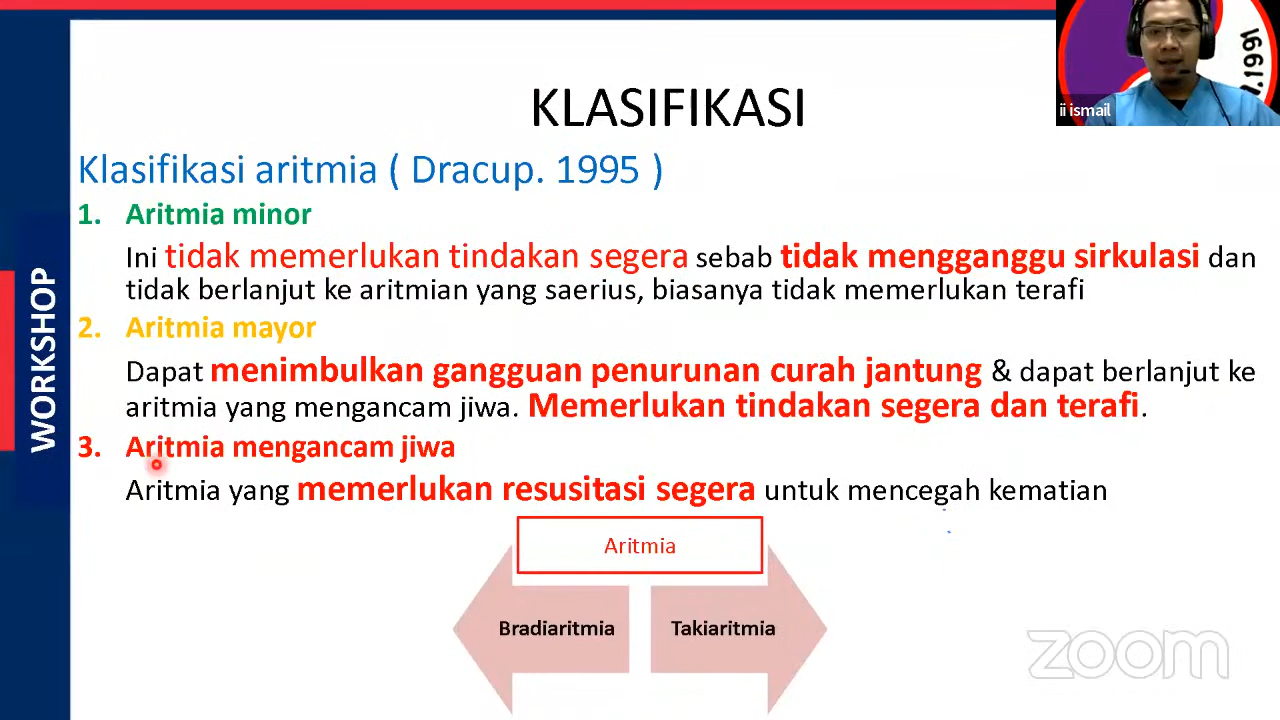 KLASIFIKASI
Klasifikasi aritmia ( Dracup. 1995 )
1. Aritmia minor
Ini tidak memerlukan tindakan segera sebab tidak mengganggu sirkulasi dan
tidak berlanjut ke aritmian yang saerius, biasanya tidak memerlukan terafi
2. Aritmia mayor
Dapat menimbulkan gangguan penurunan curah jantung & dapat berlanjut ke
aritmia yang mengancam jiwa. Memerlukan tindakan segera dan terafi.
3. Aritmia mengancam jiwa
Aritmia yang memerlukan resusitasi segera untuk mencegah kematian
Aritmia
Bradiaritmia
Takiaritmia
WORKSHOP
ii ismail
1991
zoom